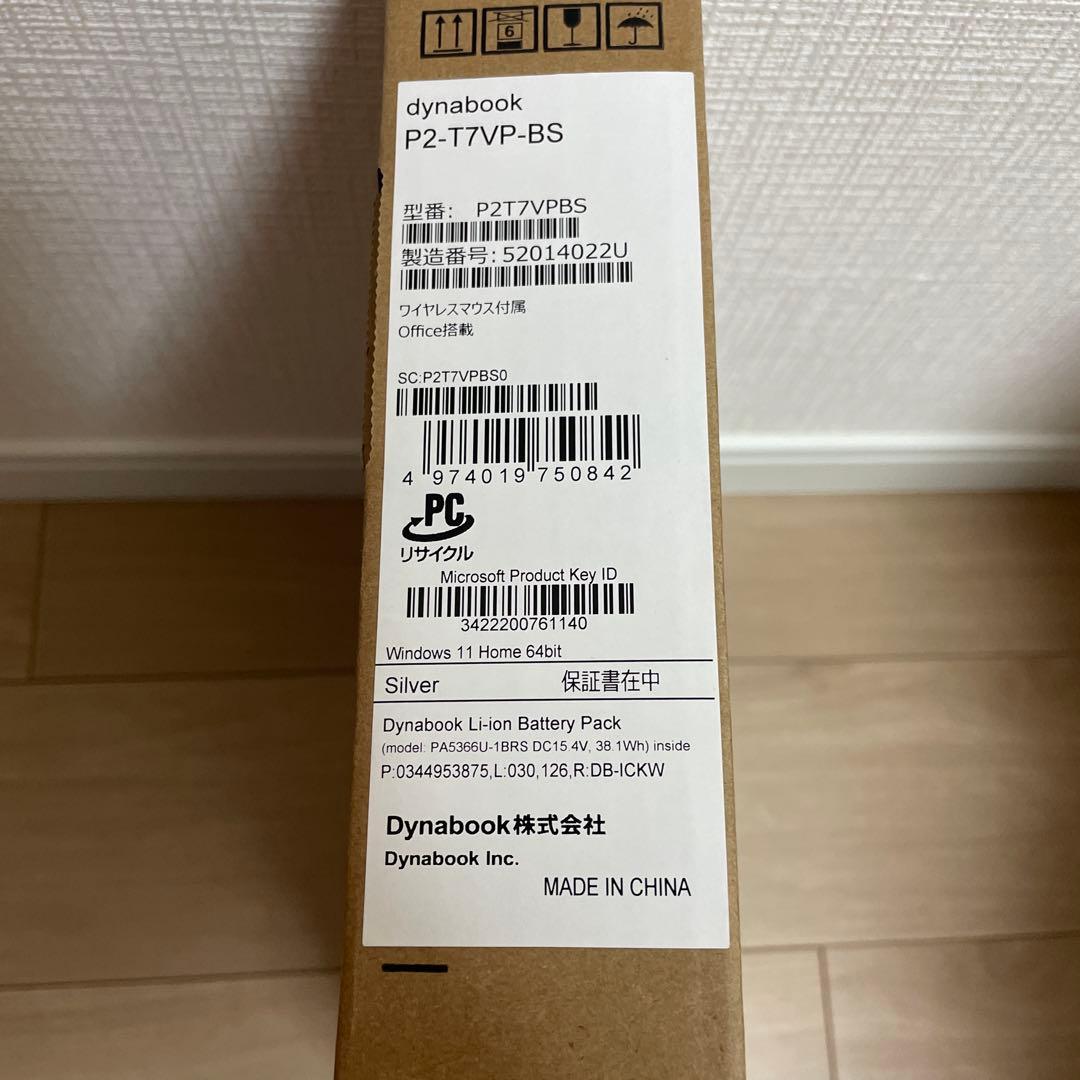 6
dynabook
P2-T7VP-BS
型番: P2T7VPBS
製造番号:52014022U
ワイヤレスマウス付属
Office搭載
SC:P2T7VPBS0
4 974019 750842
PC
リサイクル
Microsoft Product Key ID
3422200761140
Windows 11 Home 64bit
Silver 保証書在中
Dynabook Li-ion Battery Pack
(model: PA5366U-1BRS DC15.4V, 38.1Wh) inside
P:0344953875,L:030,126,R:DB-ICKW
Dynabook株式会社
Dynabook Inc.
MADE IN CHINA